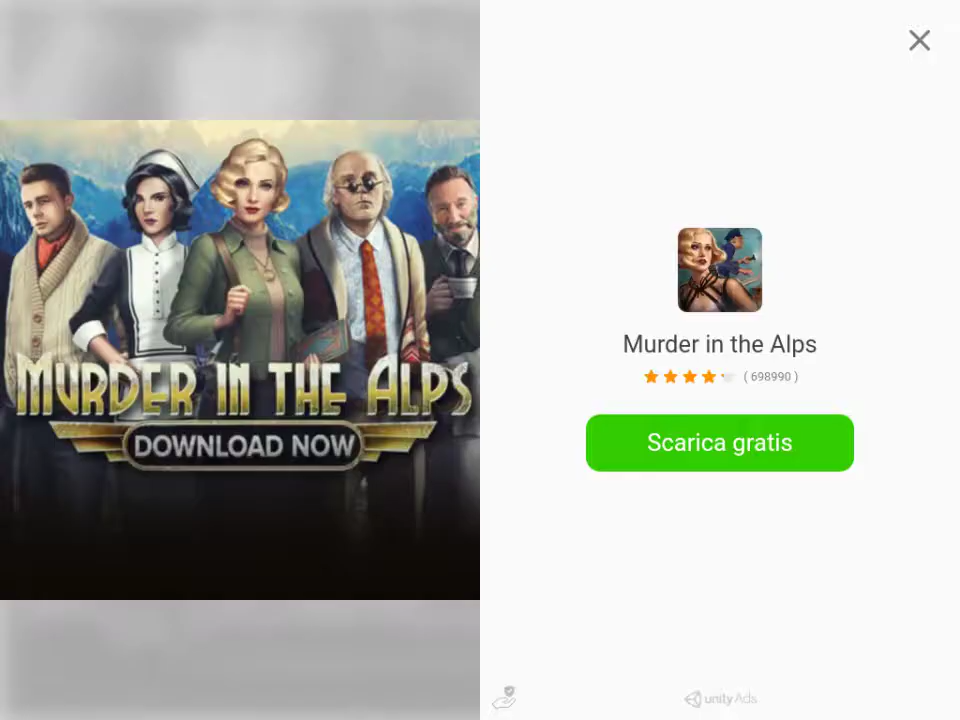 MURDER IN THE ALPS
DOWNLOAD NOW
Murder in the Alps
( 698990 )
Scarica gratis
unity Ads